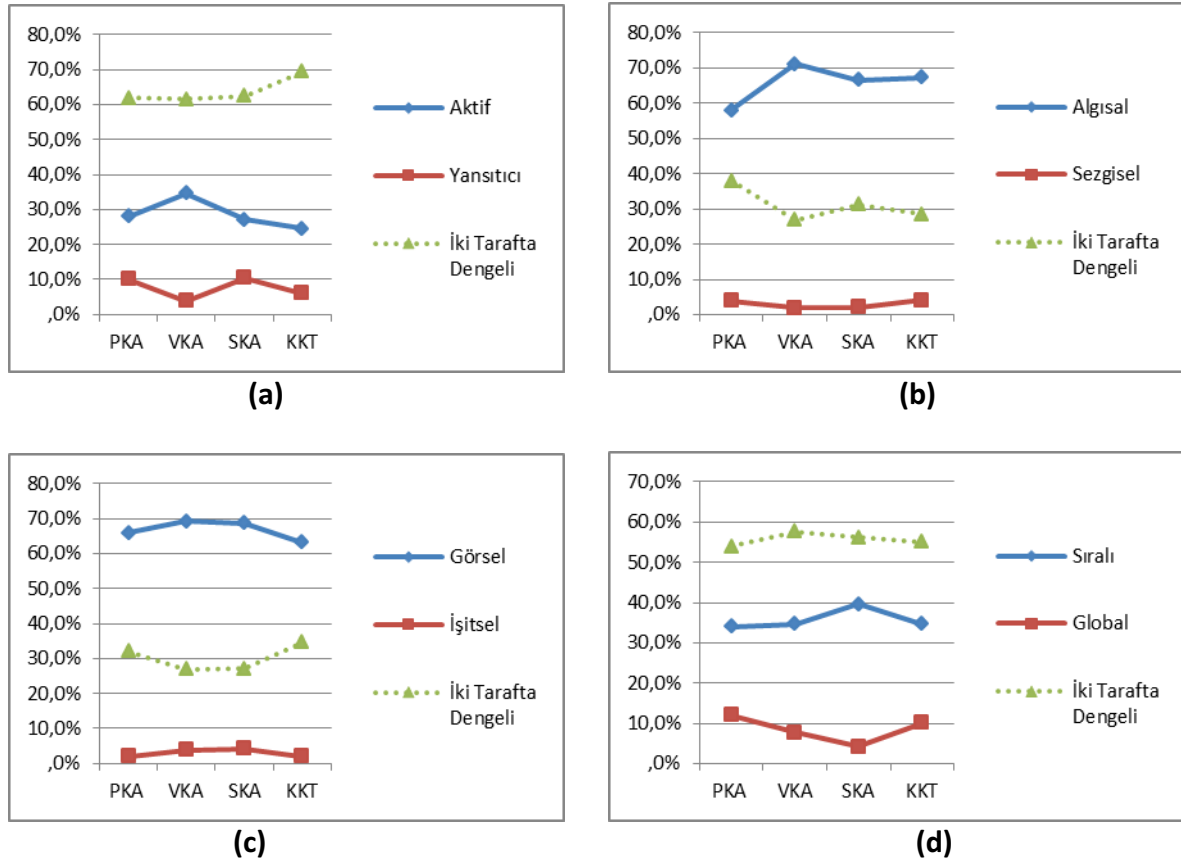 80,0%
70,0%
60,0%
50,0%
40,0%
30,0%
20,0%
10,0%
,0%
PKA VKA SKA KKT
Aktif
Yansıtıcı
İki Tarafta
Dengeli
(a)
80,0%
70,0%
60,0%
50,0%
40,0%
30,0%
20,0%
10,0%
,0%
PKA VKA SKA KKT
Algısal
Sezgisel
İki Tarafta
Dengeli
(b)
80,0%
70,0%
60,0%
50,0%
40,0%
30,0%
20,0%
10,0%
,0%
PKA VKA SKA KKT
Görsel
İşitsel
İki Tarafta
Dengeli
(c)
70,0%
60,0%
50,0%
40,0%
30,0%
20,0%
10,0%
,0%
PKA VKA SKA KKT
Sıralı
Global
İki Tarafta
Dengeli
(d)